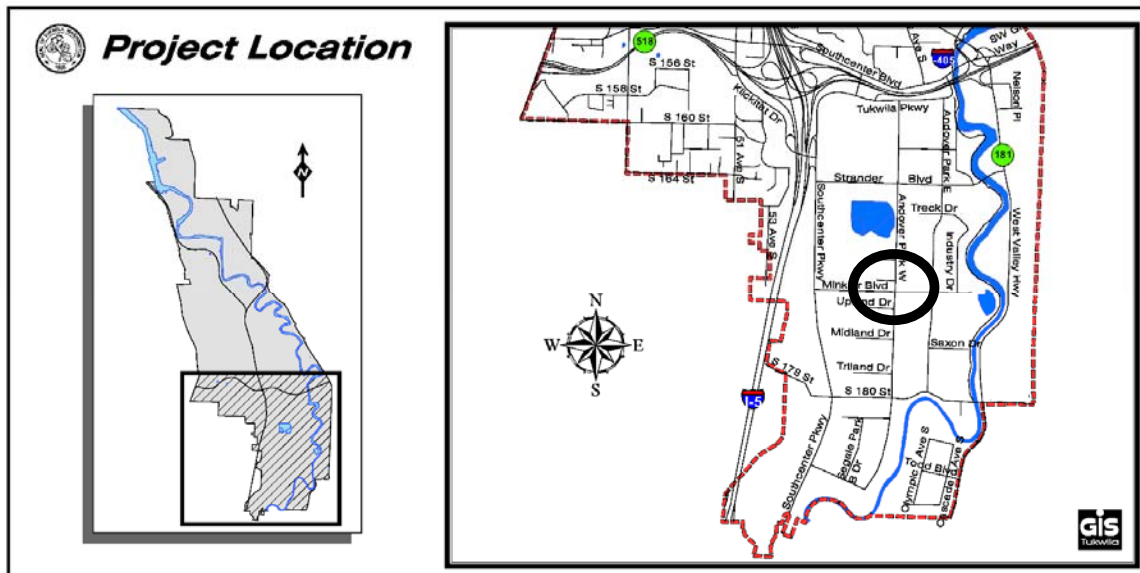 Project Location
N
518
S 156 St
S 158 St
S 160 St
S 164 St
51 Ave S
53 Ave S
Klickitat Dr
Southcenter Blvd
Ave S
I-405
SW
Way
Nelson Pl
Tukwila Pkwy
Andover Park E
181
Strander Blvd
Treck Dr
Southcenter Pkwy
Andover Park W
Industry Dr
West Valley Hwy
Minkler Blvd
Upland Dr
Midland Dr
Saxon Dr
Triland Dr
S 178 St
S 180 St
I-5
Southcenter Pkwy
Segale Park
B Dr
Olympic Ave S
Todd Blvd
Cascade Ave S
N
W E
S
GIS
Tukwila